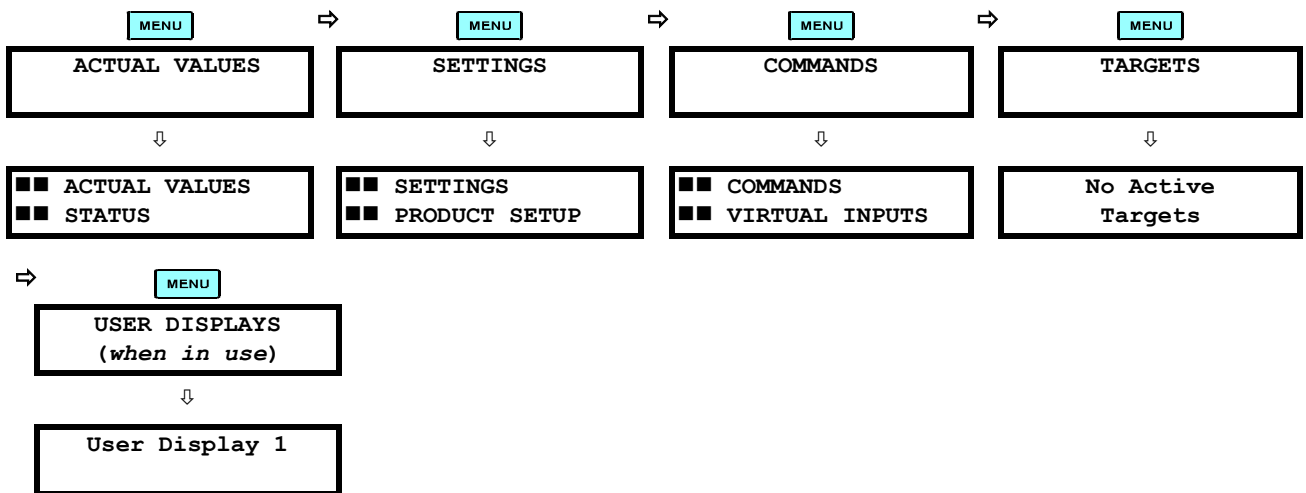 MENU MENU MENU MENU
ACTUAL VALUES SETTINGS COMMANDS TARGETS
ACTUAL VALUES SETTINGS COMMANDS No Active
STATUS PRODUCT SETUP VIRTUAL INPUTS Targets
MENU
USER DISPLAYS
(when in use)
User Display 1